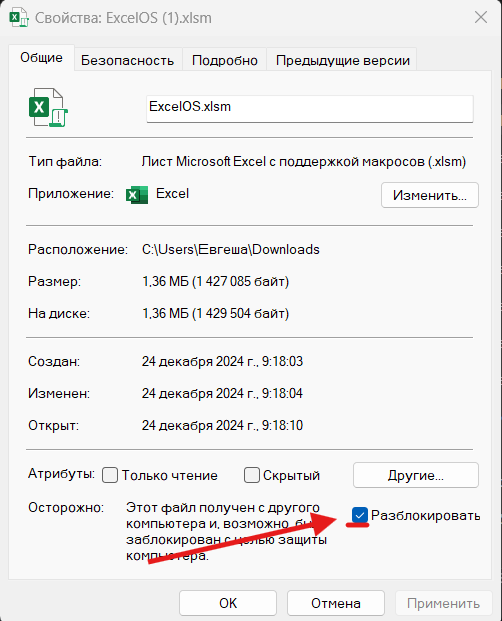 Свойства: ExcelOS (1).xlsm
Общие Безопасность Подробно Предыдущие версии
ExcelOS.xlsm
Тип файла: Лист Microsoft Excel с поддержкой макросов (.xlsm)
Приложение: Excel Изменить...
Расположение: C:\Users\Евгеша\Downloads
Размер: 1,36 МБ (1 427 085 байт)
На диске: 1,36 МБ (1 429 504 байт)
Создан: 24 декабря 2024 г., 9:18:03
Изменен: 24 декабря 2024 г., 9:18:04
Открыт: 24 декабря 2024 г., 9:18:10
Атрибуты: Только чтение Скрытый Другие...
Осторожно: Этот файл получен с другого
компьютера и, возможно, Разблокировать
заблокирован с целью защиты
компьютера.
OK Отмена Применить